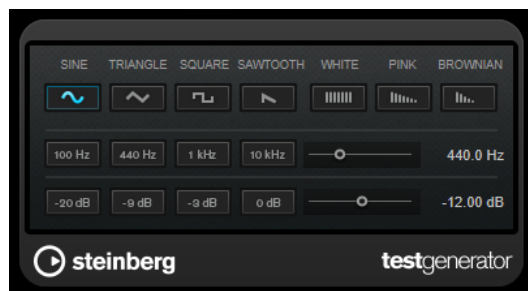 SINE TRIANGLE SQUARE SAWTOOTH WHITE PINK BROWNIAN
100 Hz 440 Hz 1 kHz 10 kHz 440.0 Hz
-20 dB -9 dB -3 dB 0 dB -12.00 dB
steinberg testgenerator